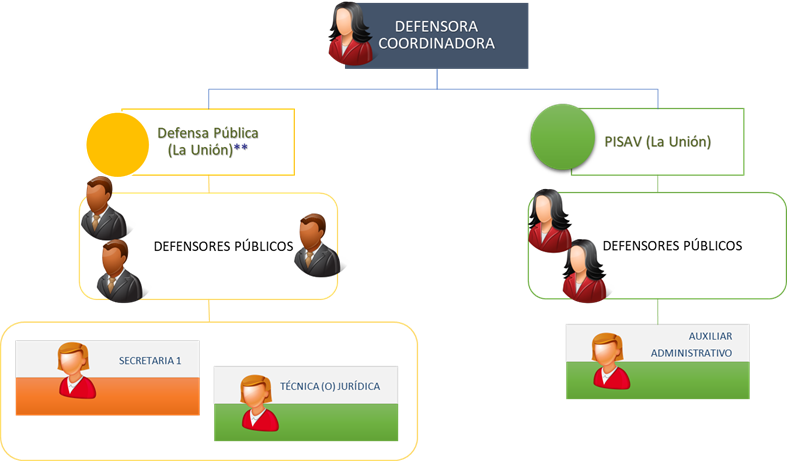 DEFENSORA
COORDINADORA
Defensa Pública
(La Unión)**
PISAV (La Unión)
DEFENSORES PÚBLICOS
DEFENSORES PÚBLICOS
SECRETARIA 1
TÉCNICA (O) JURÍDICA
AUXILIAR
ADMINISTRATIVO